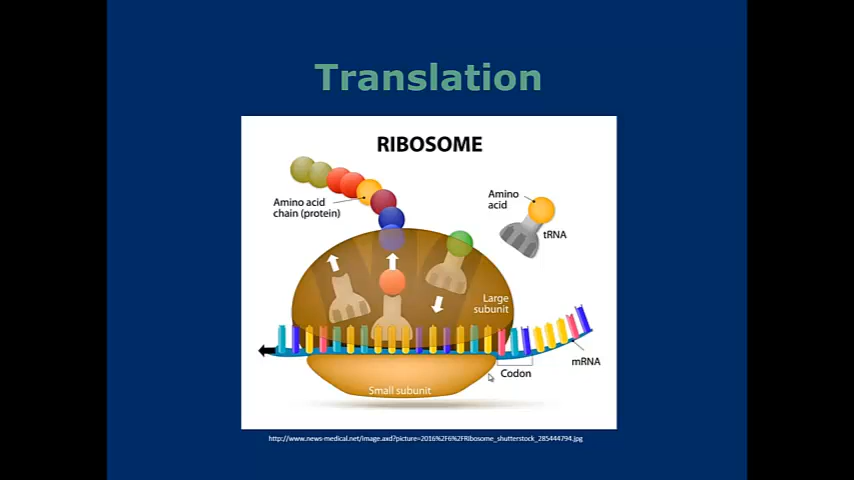 Translation
RIBOSOME
Amino acid
chain (protein)
Amino
acid
tRNA
Large
subunit
mRNA
Codon
Small subunit
http://www.news-medical.net/image.axd?picture=2016%2F6%2FRibosome_shutterstock_285444794.jpg